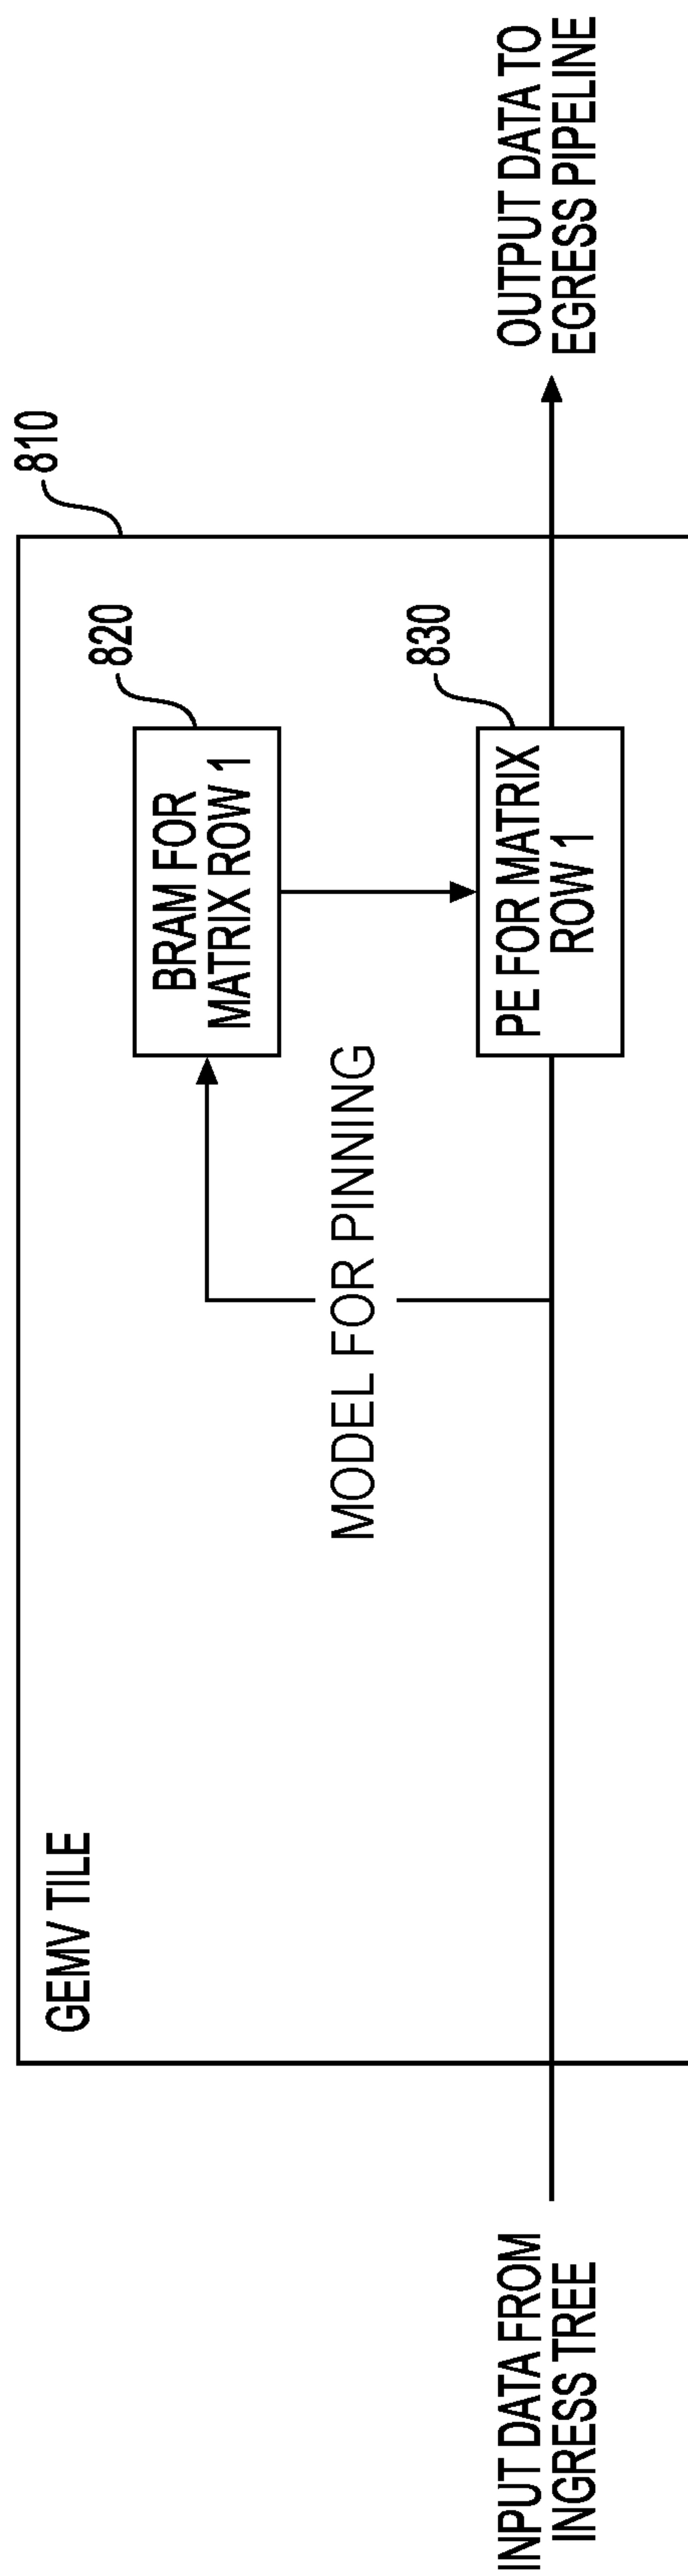 810
GEMV TILE
820
BRAM FOR
MATRIX ROW 1
MODEL FOR PINNING
830
PE FOR MATRIX
ROW 1
INPUT DATA FROM
INGRESS TREE
OUTPUT DATA TO
EGRESS PIPELINE